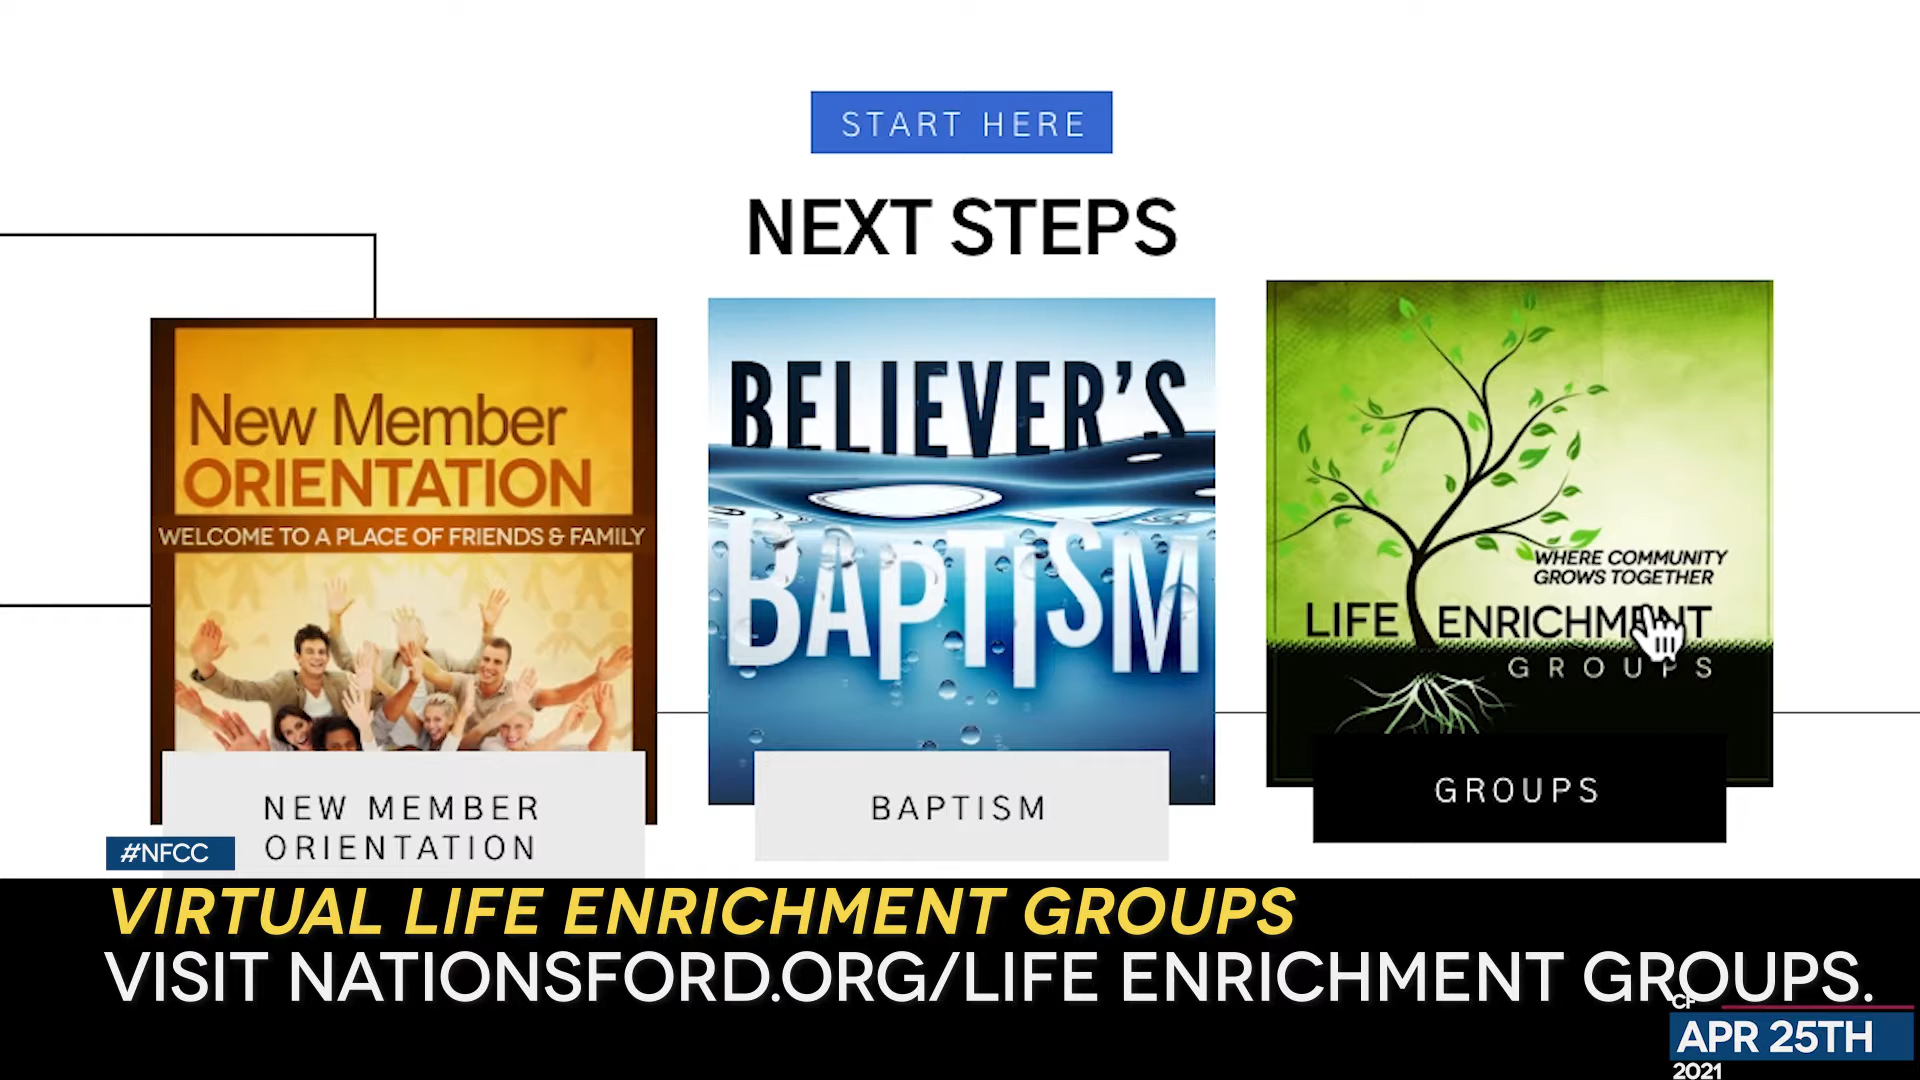 START HERE
NEXT STEPS
New Member
ORIENTATION
WELCOME TO A PLACE OF FRIENDS & FAMILY
NEW MEMBER
ORIENTATION
BELIEVER'S
BAPTISM
BAPTISM
WHERE COMMUNITY
GROWS TOGETHER
LIFE ENRICHMENT
GROUPS
GROUPS
#NFCC
VIRTUAL LIFE ENRICHMENT GROUPS
VISIT NATIONSFORD.ORG/LIFE ENRICHMENT GROUPS.
CF
APR 25TH
2021